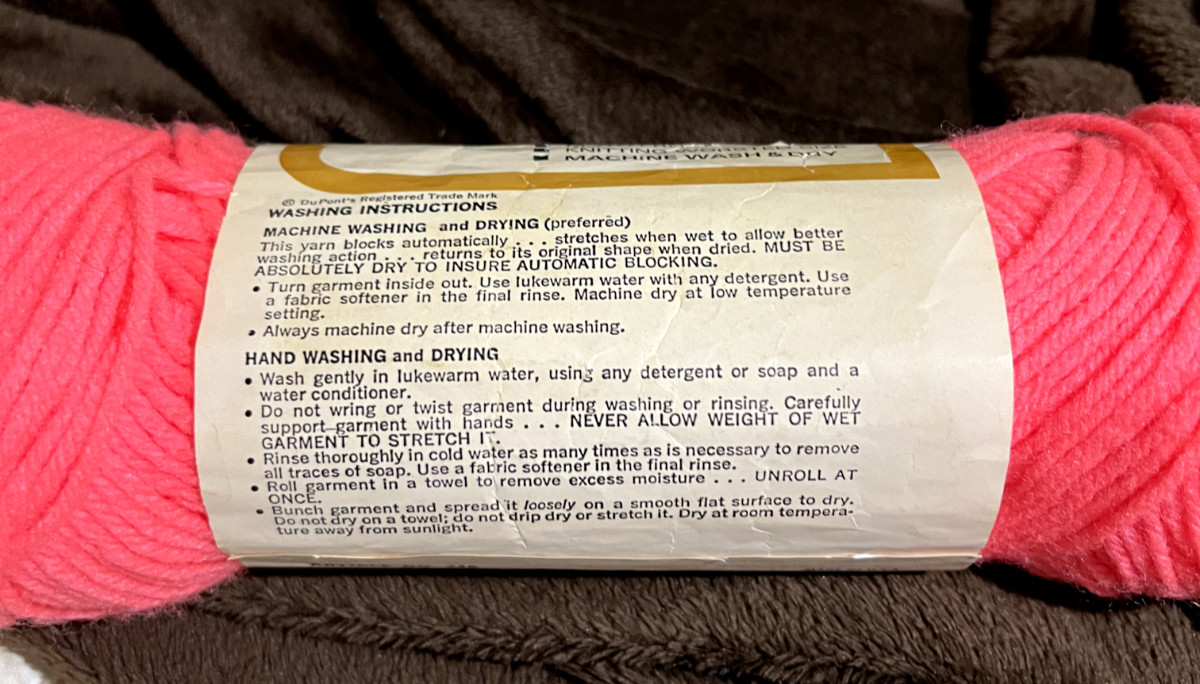 KNITTING WORSTED SIZE
MACHINE WASH & DRY
® DuPont's Registered Trade Mark
WASHING INSTRUCTIONS
MACHINE WASHING and DRYING (preferred)
This yarn blocks automatically . . . stretches when wet to allow better
washing action . . . returns to its original shape when dried. MUST BE
ABSOLUTELY DRY TO INSURE AUTOMATIC BLOCKING.
• Turn garment inside out. Use lukewarm water with any detergent. Use
a fabric softener in the final rinse. Machine dry at low temperature
setting.
• Always machine dry after machine washing.
HAND WASHING and DRYING
• Wash gently in lukewarm water, using any detergent or soap and a
water conditioner.
• Do not wring or twist garment during washing or rinsing. Carefully
support garment with hands . . . NEVER ALLOW WEIGHT OF WET
GARMENT TO STRETCH IT.
• Rinse thoroughly in cold water as many times as is necessary to remove
all traces of soap. Use a fabric softener in the final rinse.
• Roll garment in a towel to remove excess moisture . . . UNROLL AT
ONCE.
• Bunch garment and spread it loosely on a smooth flat surface to dry.
Do not dry on a towel; do not drip dry or stretch it. Dry at room tempera-
ture away from sunlight.